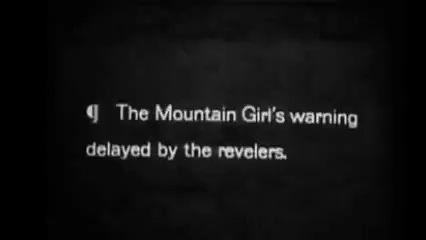 ¶ The Mountain Girl's warning
delayed by the revelers.